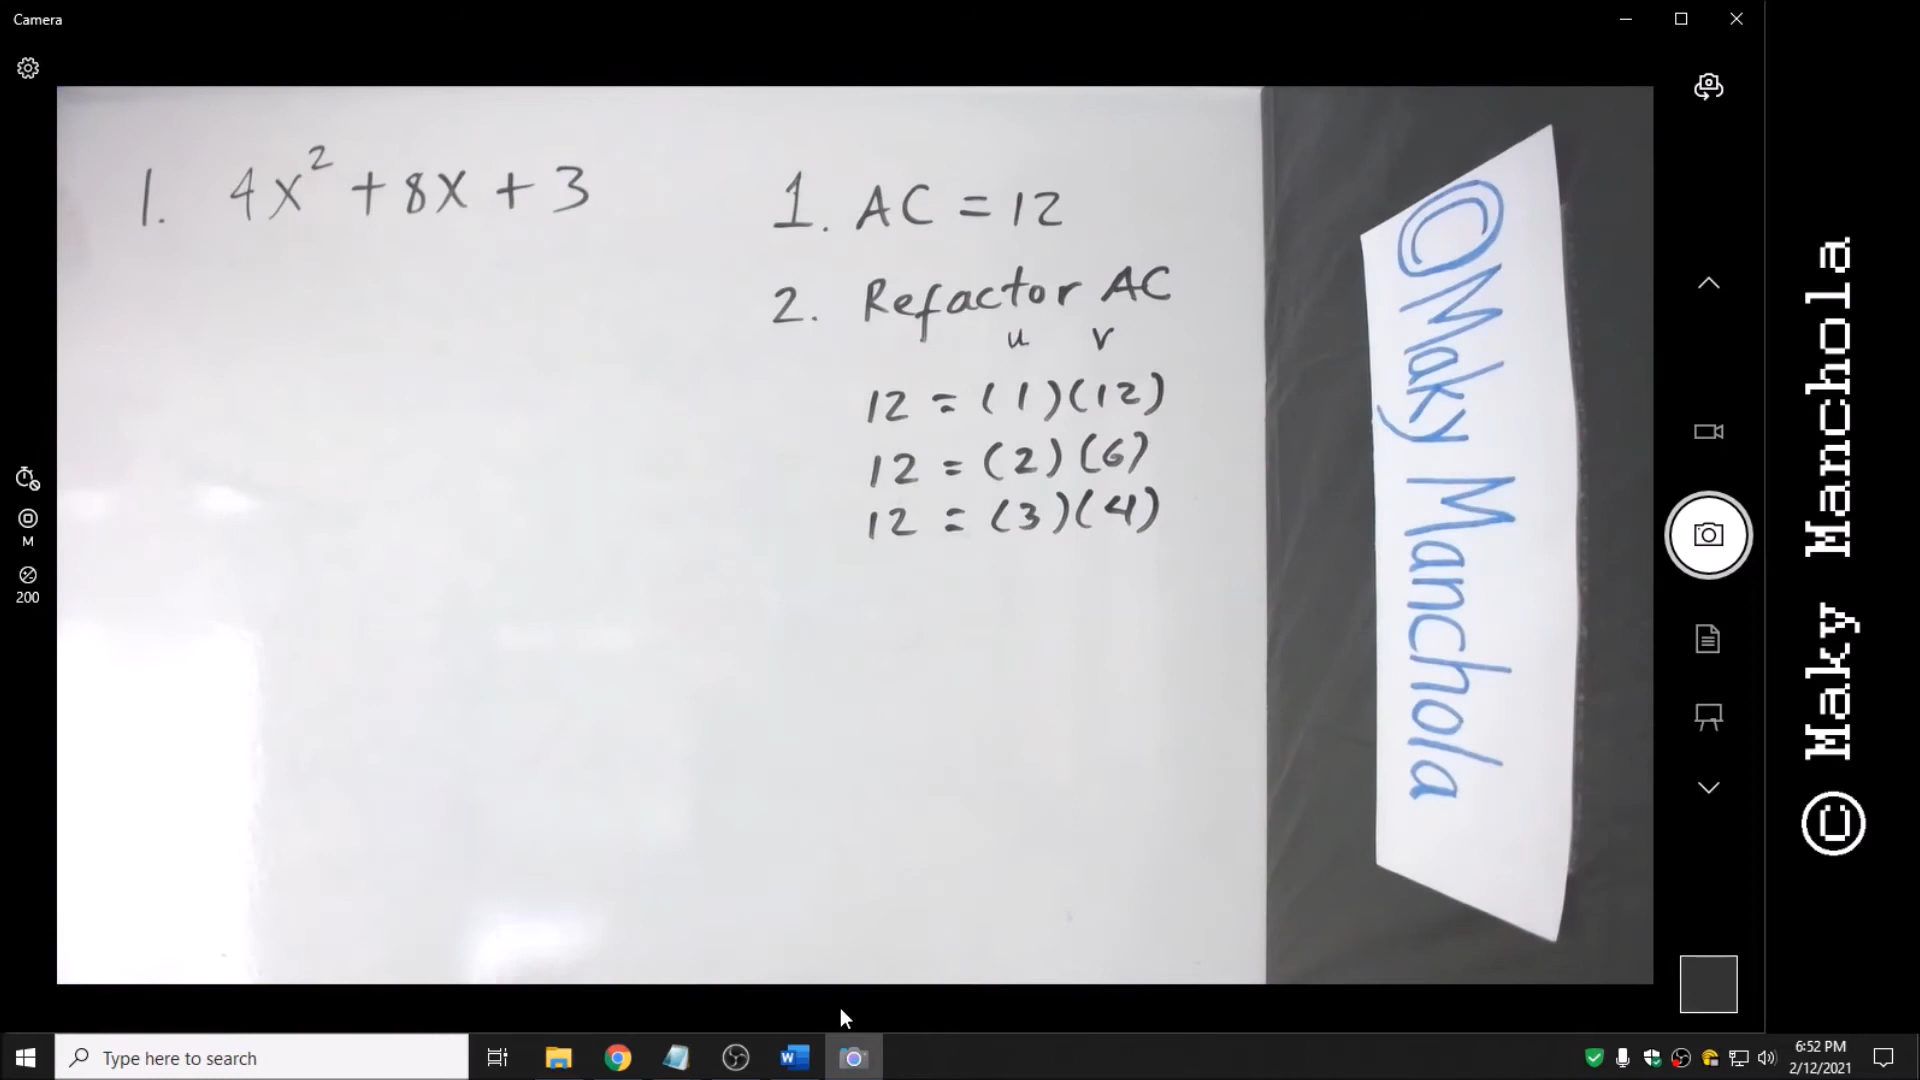 Camera
1. 4x² + 8x + 3
1. AC = 12
2. Refactor AC
u v
12 = (1)(12)
12 = (2)(6)
12 = (3)(4)
© Maky Manchola
© Maky Manchola
M
200
Type here to search
6:52 PM
2/12/2021